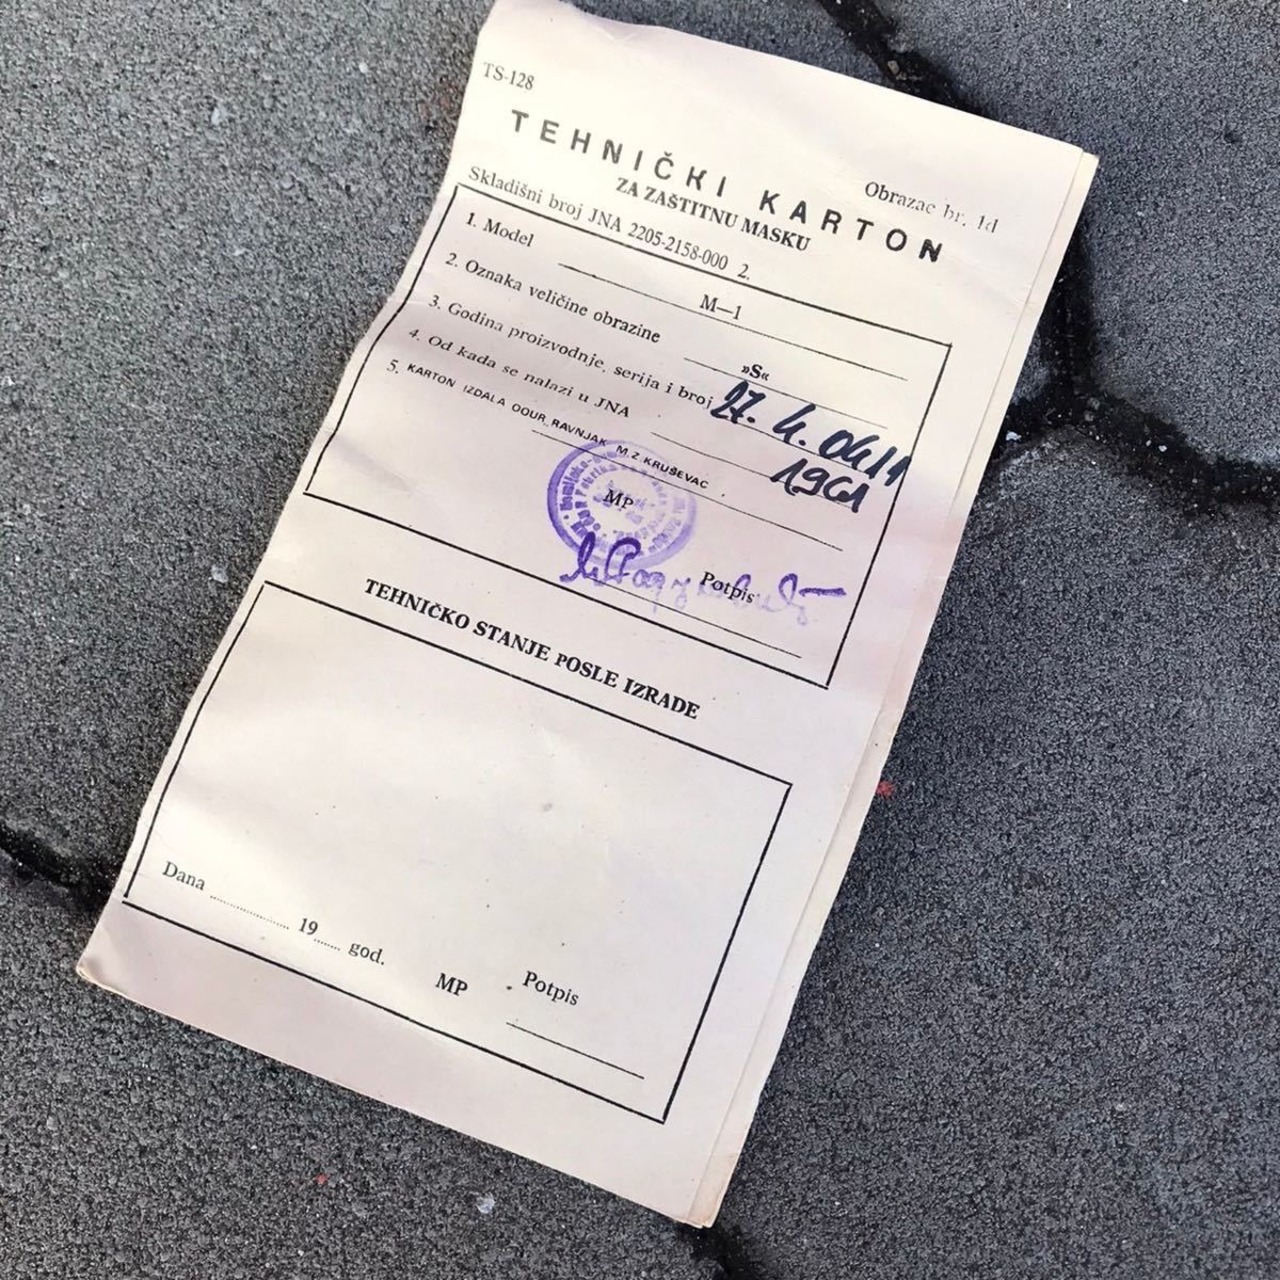 TS-128
Obrazac br. 1d
TEHNIČKI KARTON
ZA ZAŠTITNU MASKU
Skladišni broj JNA 2205-2158-000 2.
1. Model M—1
2. Oznaka veličine obrazine »S«
3. Godina proizvodnje, serija i broj 27. 4.
4. Od kada se nalazi u JNA
5. KARTON IZDALA OOUR RAVNJAK M.Z KRUŠEVAC
MP
Potpis
TEHNIČKO STANJE POSLE IZRADE
Dana 19 god.
MP Potpis